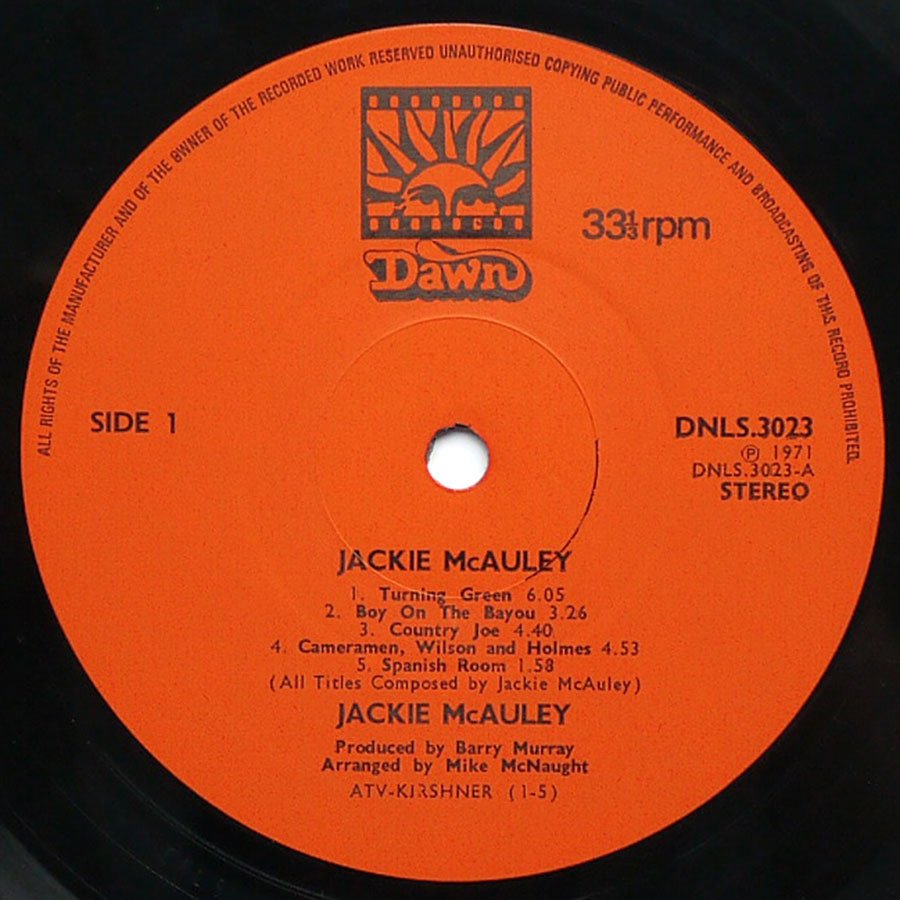 ALL RIGHTS OF THE MANUFACTURER AND OF THE OWNER OF THE RECORDED WORK RESERVED UNAUTHORISED COPYING PUBLIC PERFORMANCE AND BROADCASTING OF THIS RECORD PROHIBITED.
33⅓rpm
Dawn
SIDE 1
DNLS.3023
Ⓟ 1971
DNLS.3023-A
STEREO
JACKIE McAULEY
1. Turning Green 6.05
2. Boy On The Bayou 3.26
3. Country Joe 4.40
4. Cameramen, Wilson and Holmes 4.53
5. Spanish Room 1.58
(All Titles Composed by Jackie McAuley)
JACKIE McAULEY
Produced by Barry Murray
Arranged by Mike McNaught
ATV-KIRSHNER (1-5)